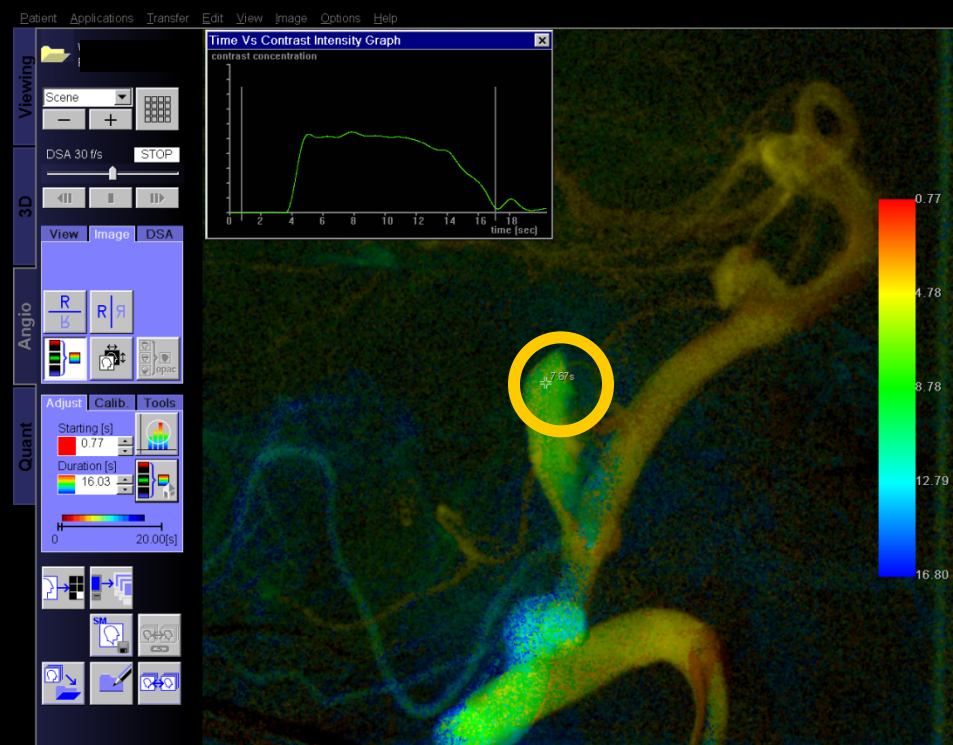 Patient Applications Transfer Edit View Image Options Help
Viewing
3D
Angio
Quant
Scene
− +
DSA 30 f/s STOP
View Image DSA
R
R
R R
opac
Adjust Calib. Tools
Starting [s]
0.77
Duration [s]
16.03
0 20.00[s]
SM
Time Vs Contrast Intensity Graph
contrast concentration
0 2 4 6 8 10 12 14 16 18
time [sec]
7.67s
0.77
4.78
8.78
12.79
16.80